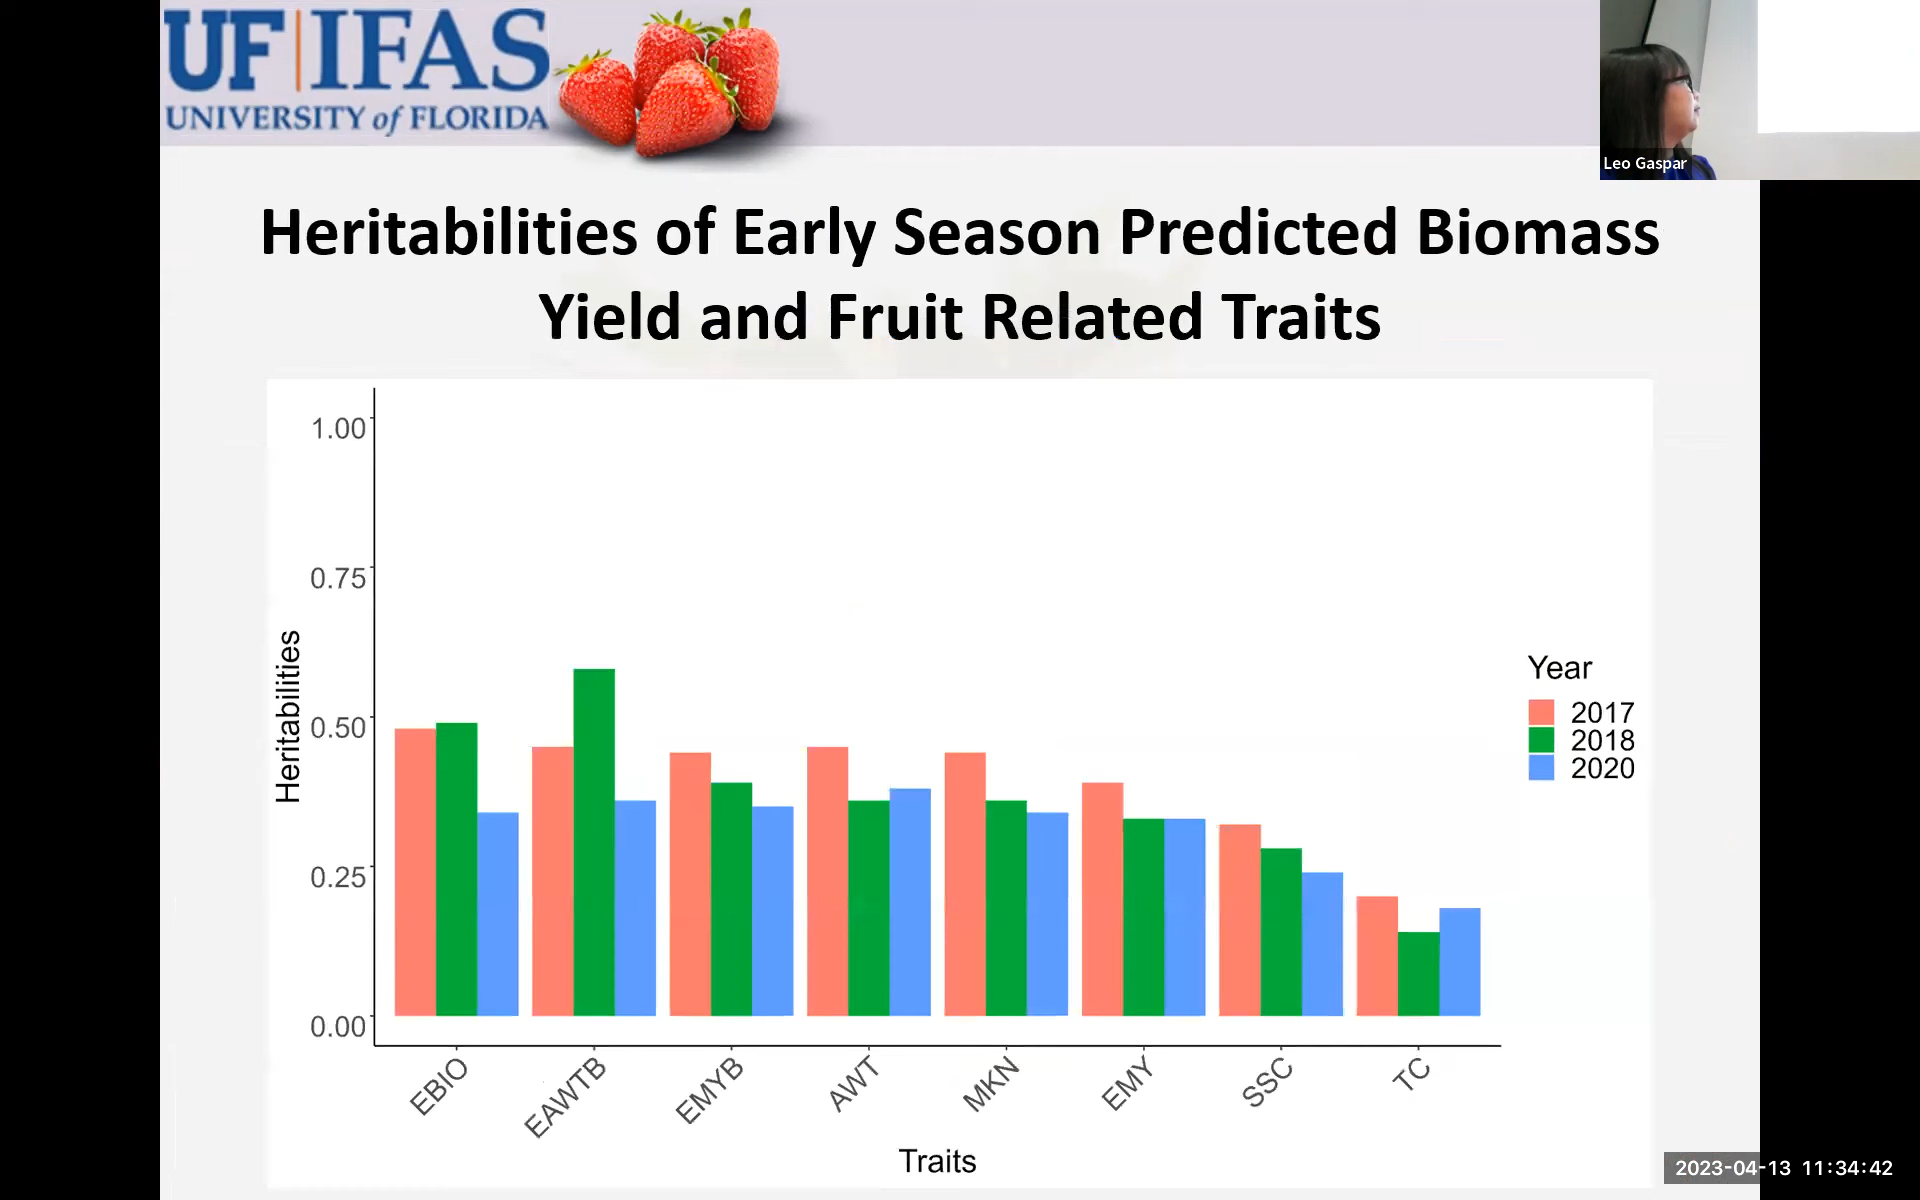 UF|IFAS
UNIVERSITY of FLORIDA
Leo Gaspar
Heritabilities of Early Season Predicted Biomass
Yield and Fruit Related Traits
1.00
0.75
0.50
0.25
0.00
Heritabilities
EBIO
EAWTB
EMYB
AWT
MKN
EMY
SSC
TC
Traits
Year
2017
2018
2020
2023-04-13 11:34:42